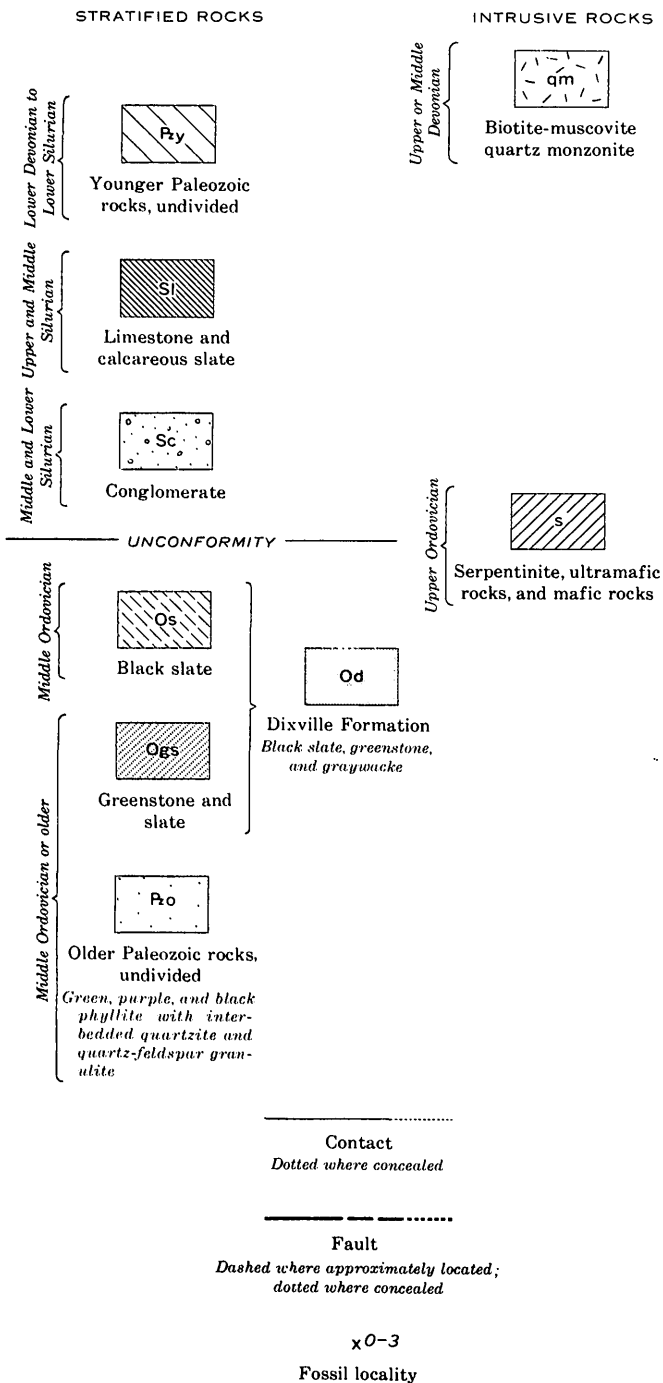 STRATIFIED ROCKS
Lower Devonian to
Lower Silurian
Pzy
Younger Paleozoic
rocks, undivided
Upper and Middle
Silurian
Sl
Limestone and
calcareous slate
Middle and Lower
Silurian
Sc
Conglomerate
UNCONFORMITY
Middle Ordovician
Os
Black slate
Middle Ordovician or older
Ogs
Greenstone and
slate
Pzo
Older Paleozoic rocks,
undivided
Green, purple, and black
phyllite with inter-
bedded quartzite and
quartz-feldspar gran-
ulite
Od
Dixville Formation
Black slate, greenstone,
and graywacke
INTRUSIVE ROCKS
Upper or Middle
Devonian
qm
Biotite-muscovite
quartz monzonite
Upper Ordovician
s
Serpentinite, ultramafic
rocks, and mafic rocks
Contact
Dotted where concealed
Fault
Dashed where approximately located;
dotted where concealed
x O-3
Fossil locality